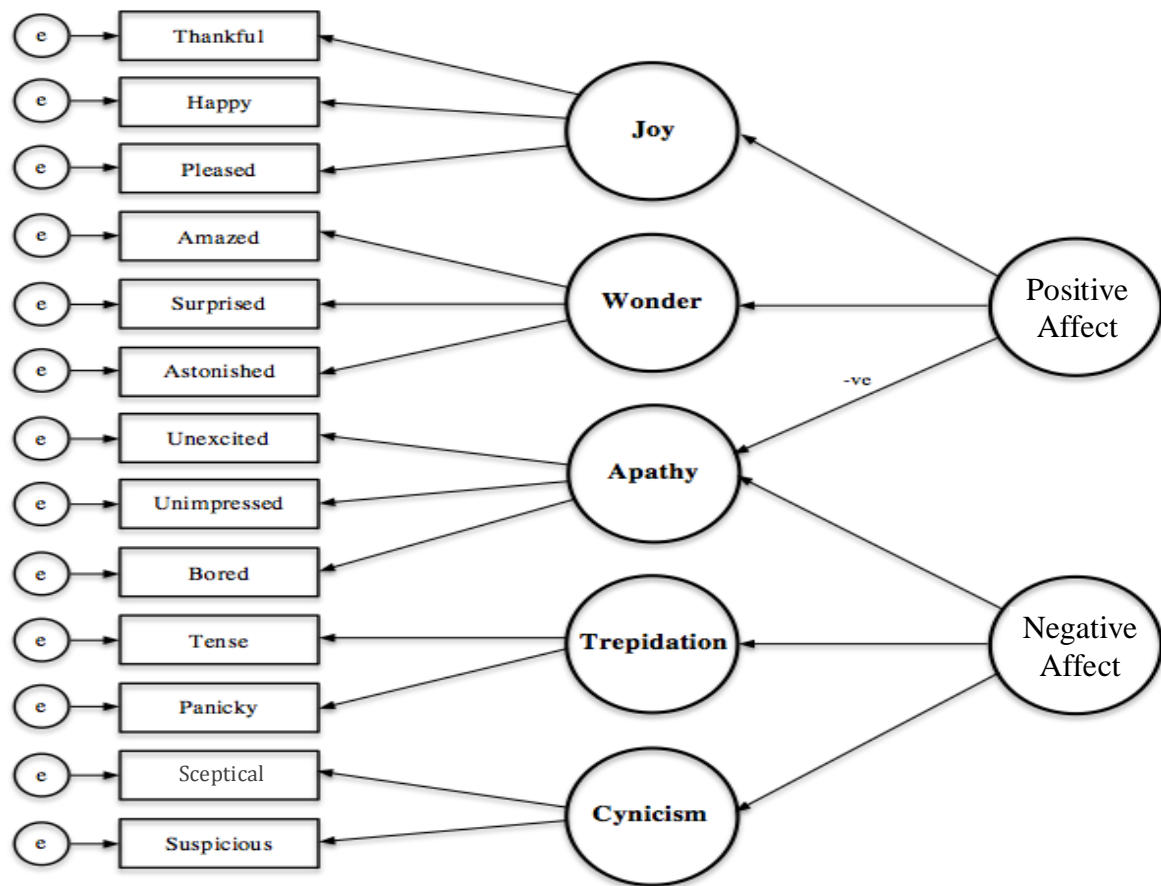 e
Thankful
e
Happy
e
Pleased
e
Amazed
e
Surprised
e
Astonished
e
Unexcited
e
Unimpressed
e
Bored
e
Tense
e
Panicky
e
Sceptical
e
Suspicious
Joy
Wonder
Apathy
Trepidation
Cynicism
-ve
Positive
Affect
Negative
Affect